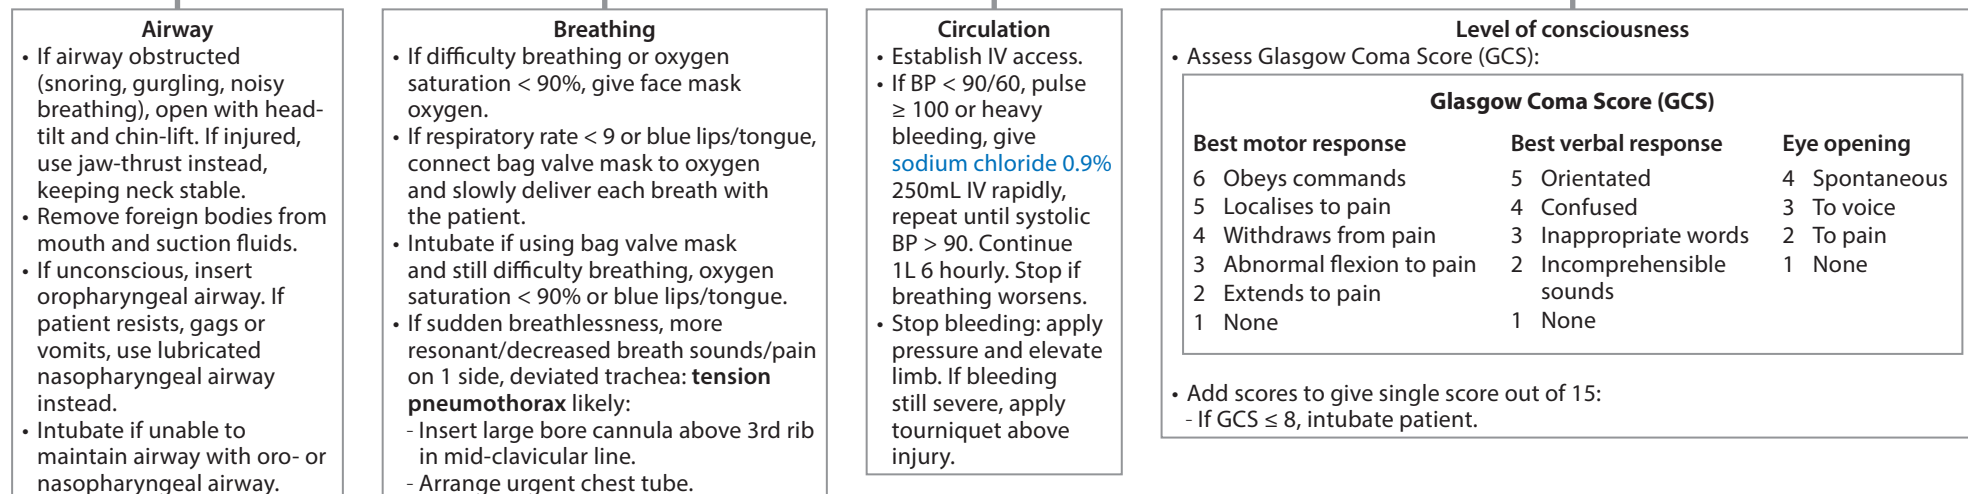 Airway
• If airway obstructed
(snoring, gurgling, noisy
breathing), open with head-
tilt and chin-lift. If injured,
use jaw-thrust instead,
keeping neck stable.
• Remove foreign bodies from
mouth and suction fluids.
• If unconscious, insert
oropharyngeal airway. If
patient resists, gags or
vomits, use lubricated
nasopharyngeal airway
instead.
• Intubate if unable to
maintain airway with oro- or
nasopharyngeal airway.
Breathing
• If difficulty breathing or oxygen
saturation < 90%, give face mask
oxygen.
• If respiratory rate < 9 or blue lips/tongue,
connect bag valve mask to oxygen
and slowly deliver each breath with
the patient.
• Intubate if using bag valve mask
and still difficulty breathing, oxygen
saturation < 90% or blue lips/tongue.
• If sudden breathlessness, more
resonant/decreased breath sounds/pain
on 1 side, deviated trachea: tension
pneumothorax likely:
- Insert large bore cannula above 3rd rib
in mid-clavicular line.
- Arrange urgent chest tube.
Circulation
• Establish IV access.
• If BP < 90/60, pulse
≥ 100 or heavy
bleeding, give
sodium chloride 0.9%
250mL IV rapidly,
repeat until systolic
BP > 90. Continue
1L 6 hourly. Stop if
breathing worsens.
• Stop bleeding: apply
pressure and elevate
limb. If bleeding
still severe, apply
tourniquet above
injury.
Level of consciousness
• Assess Glasgow Coma Score (GCS):
Glasgow Coma Score (GCS)
Best motor response
6 Obeys commands
5 Localises to pain
4 Withdraws from pain
3 Abnormal flexion to pain
2 Extends to pain
1 None
Best verbal response
5 Orientated
4 Confused
3 Inappropriate words
2 Incomprehensible
sounds
1 None
Eye opening
4 Spontaneous
3 To voice
2 To pain
1 None
• Add scores to give single score out of 15:
- If GCS ≤ 8, intubate patient.